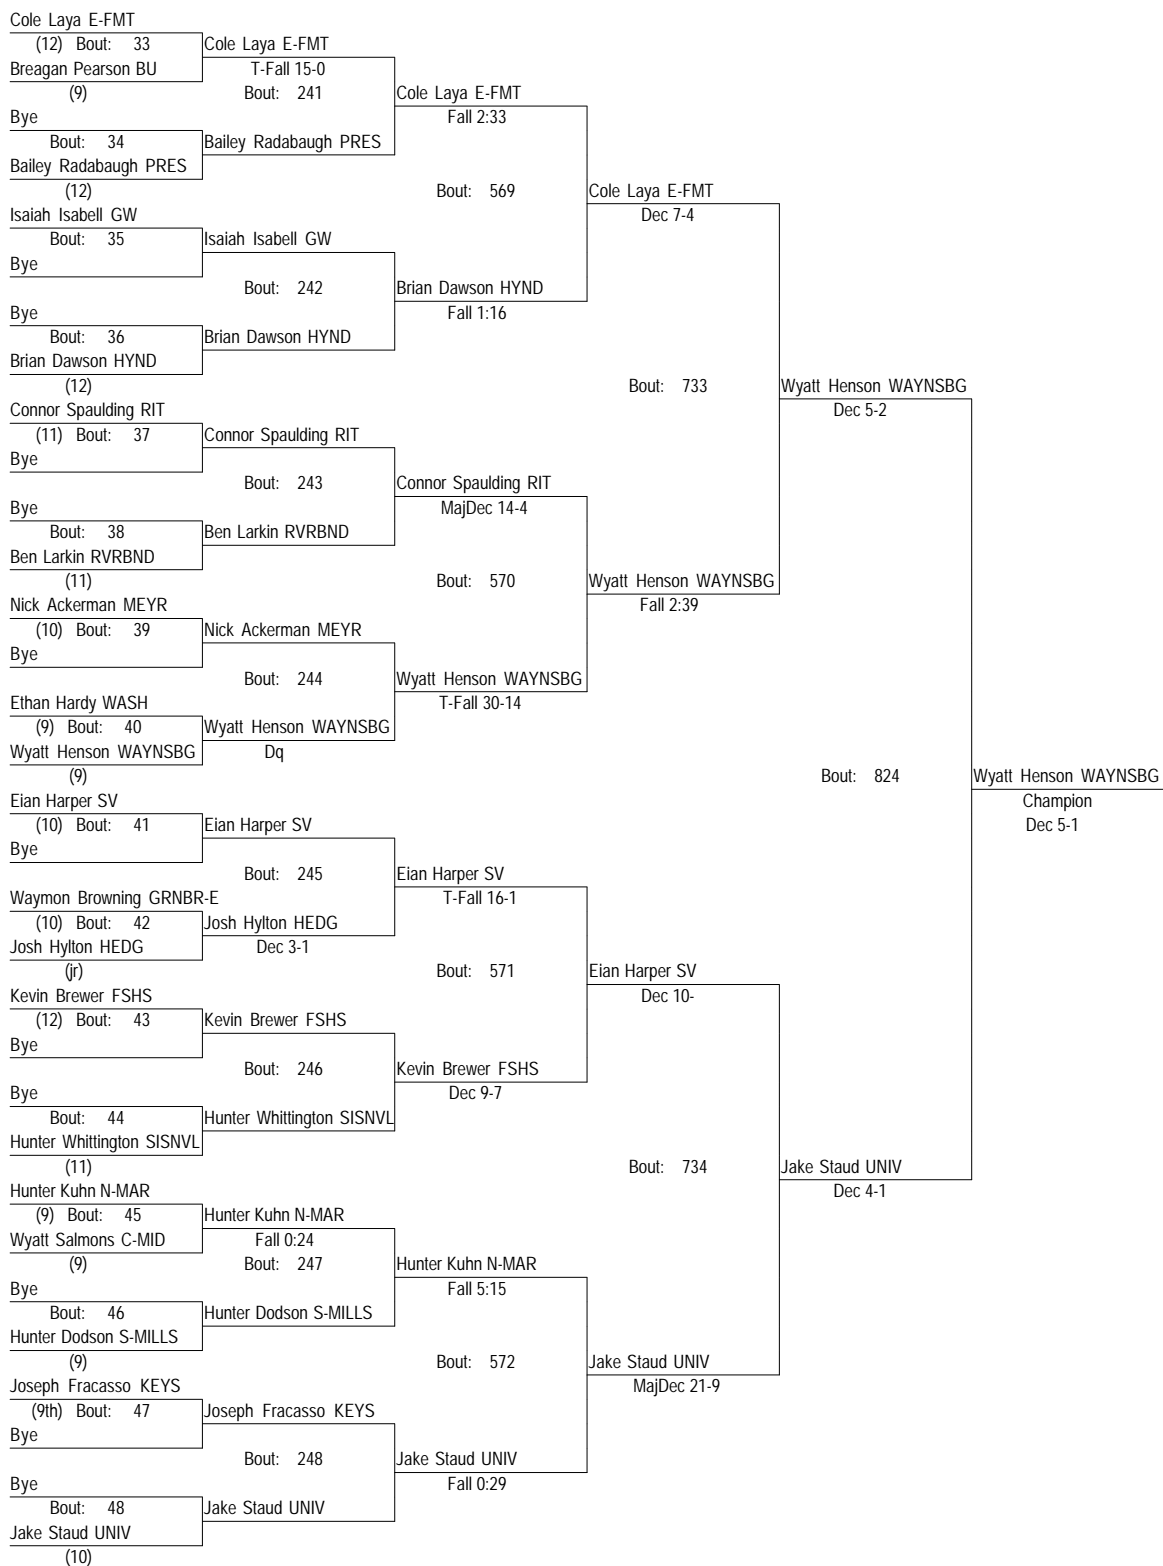 Cole Laya E-FMT
(12) Bout: 33
Cole Laya E-FMT
Breagan Pearson BU
T-Fall 15-0
(9)
Bout: 241
Cole Laya E-FMT
Bye
Fall 2:33
Bout: 34
Bailey Radabaugh PRES
Bailey Radabaugh PRES
(12)
Bout: 569
Cole Laya E-FMT
Isaiah Isabell GW
Dec 7-4
Bout: 35
Isaiah Isabell GW
Bye
Bout: 242
Brian Dawson HYND
Bye
Fall 1:16
Bout: 36
Brian Dawson HYND
Brian Dawson HYND
(12)
Bout: 733
Wyatt Henson WAYNSBG
Connor Spaulding RIT
Dec 5-2
(11) Bout: 37
Connor Spaulding RIT
Bye
Bout: 243
Connor Spaulding RIT
Bye
MajDec 14-4
Bout: 38
Ben Larkin RVRBND
Ben Larkin RVRBND
(11)
Bout: 570
Wyatt Henson WAYNSBG
Nick Ackerman MEYR
Fall 2:39
(10) Bout: 39
Nick Ackerman MEYR
Bye
Bout: 244
Wyatt Henson WAYNSBG
Ethan Hardy WASH
T-Fall 30-14
(9) Bout: 40
Wyatt Henson WAYNSBG
Wyatt Henson WAYNSBG
Dq
(9)
Bout: 824
Wyatt Henson WAYNSBG
Eian Harper SV
Champion
(10) Bout: 41
Eian Harper SV
Dec 5-1
Bye
Bout: 245
Eian Harper SV
Waymon Browning GRNBR-E
T-Fall 16-1
(10) Bout: 42
Josh Hylton HEDG
Josh Hylton HEDG
Dec 3-1
(jr)
Bout: 571
Eian Harper SV
Kevin Brewer FSHS
Dec 10-
(12) Bout: 43
Kevin Brewer FSHS
Bye
Bout: 246
Kevin Brewer FSHS
Bye
Dec 9-7
Bout: 44
Hunter Whittington SISNVL
Hunter Whittington SISNVL
(11)
Bout: 734
Jake Staud UNIV
Hunter Kuhn N-MAR
Dec 4-1
(9) Bout: 45
Hunter Kuhn N-MAR
Wyatt Salmons C-MID
Fall 0:24
(9)
Bout: 247
Hunter Kuhn N-MAR
Bye
Fall 5:15
Bout: 46
Hunter Dodson S-MILLS
Hunter Dodson S-MILLS
(9)
Bout: 572
Jake Staud UNIV
Joseph Fracasso KEYS
MajDec 21-9
(9th) Bout: 47
Joseph Fracasso KEYS
Bye
Bout: 248
Jake Staud UNIV
Bye
Fall 0:29
Bout: 48
Jake Staud UNIV
Jake Staud UNIV
(10)